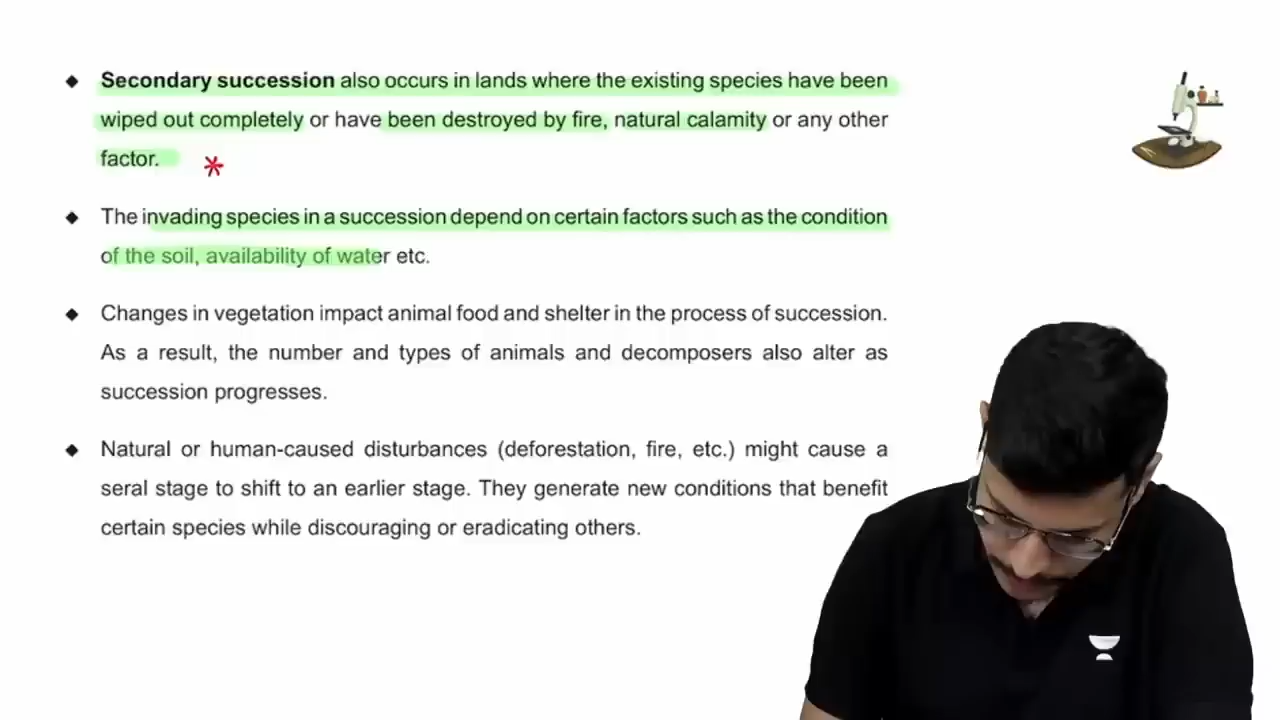 ◆ Secondary succession also occurs in lands where the existing species have been
wiped out completely or have been destroyed by fire, natural calamity or any other
factor.
◆ The invading species in a succession depend on certain factors such as the condition
of the soil, availability of water etc.
◆ Changes in vegetation impact animal food and shelter in the process of succession.
As a result, the number and types of animals and decomposers also alter as
succession progresses.
◆ Natural or human-caused disturbances (deforestation, fire, etc.) might cause a
seral stage to shift to an earlier stage. They generate new conditions that benefit
certain species while discouraging or eradicating others.